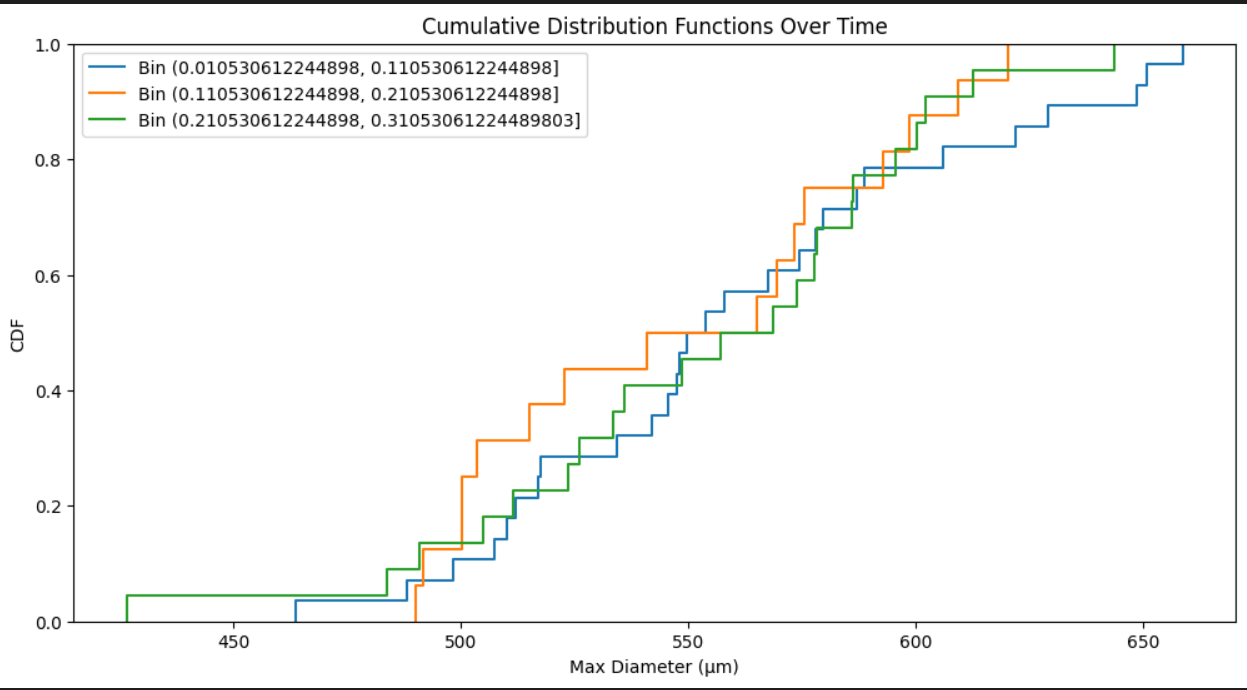 Cumulative Distribution Functions Over Time
Bin (0.010530612244898, 0.110530612244898]
Bin (0.110530612244898, 0.210530612244898]
Bin (0.210530612244898, 0.31053061224489803]
CDF
1.0
0.8
0.6
0.4
0.2
0.0
450 500 550 600 650
Max Diameter (μm)